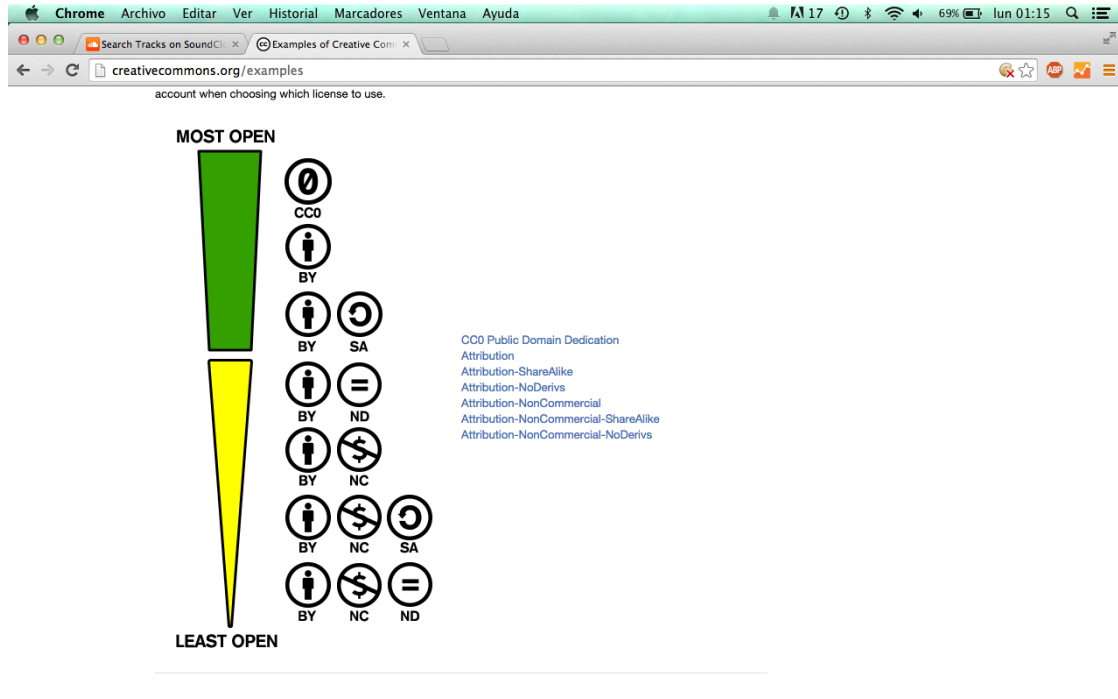 Chrome Archivo Editar Ver Historial Marcadores Ventana Ayuda 17 69% lun 01:15
Search Tracks on SoundCl × Examples of Creative Com ×
creativecommons.org/examples ABP
account when choosing which license to use.
MOST OPEN
CC0
BY
BY SA
BY ND
BY NC
BY NC SA
BY NC ND
LEAST OPEN
CC0 Public Domain Dedication
Attribution
Attribution-ShareAlike
Attribution-NoDerivs
Attribution-NonCommercial
Attribution-NonCommercial-ShareAlike
Attribution-NonCommercial-NoDerivs